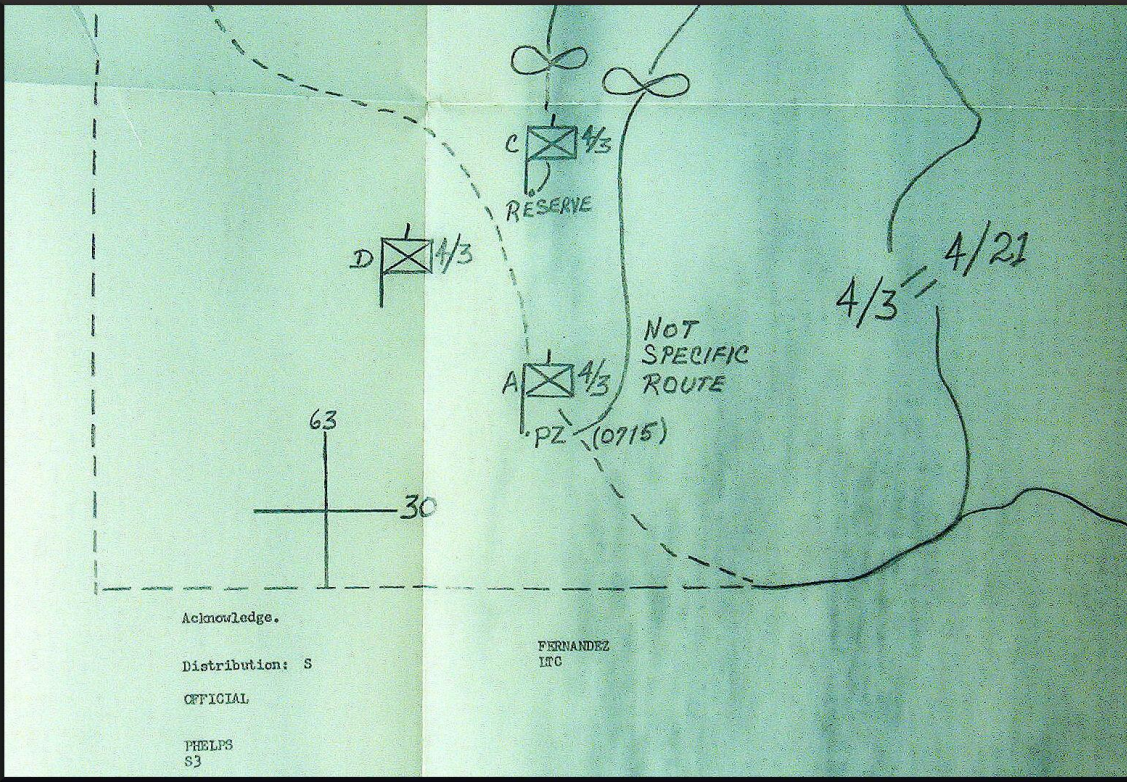 C 4/3
RESERVE
D 4/3
4/21
4/3
NOT
SPECIFIC
ROUTE
A 4/3
PZ (0715)
63
30
Acknowledge.
FERNANDEZ
LTC
Distribution: S
OFFICIAL
PHELPS
S3